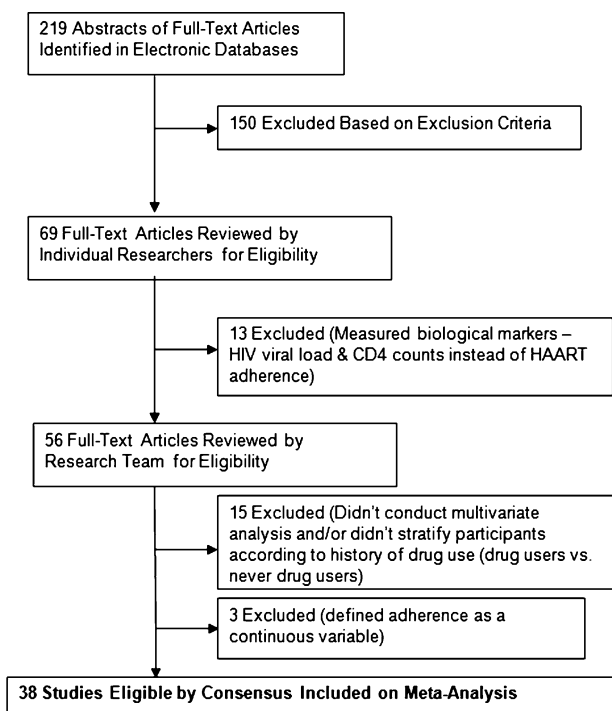 219 Abstracts of Full-Text Articles
Identified in Electronic Databases
150 Excluded Based on Exclusion Criteria
69 Full-Text Articles Reviewed by
Individual Researchers for Eligibility
13 Excluded (Measured biological markers –
HIV viral load & CD4 counts instead of HAART
adherence)
56 Full-Text Articles Reviewed by
Research Team for Eligibility
15 Excluded (Didn't conduct multivariate
analysis and/or didn't stratify participants
according to history of drug use (drug users vs.
never drug users)
3 Excluded (defined adherence as a
continuous variable)
38 Studies Eligible by Consensus Included on Meta-Analysis